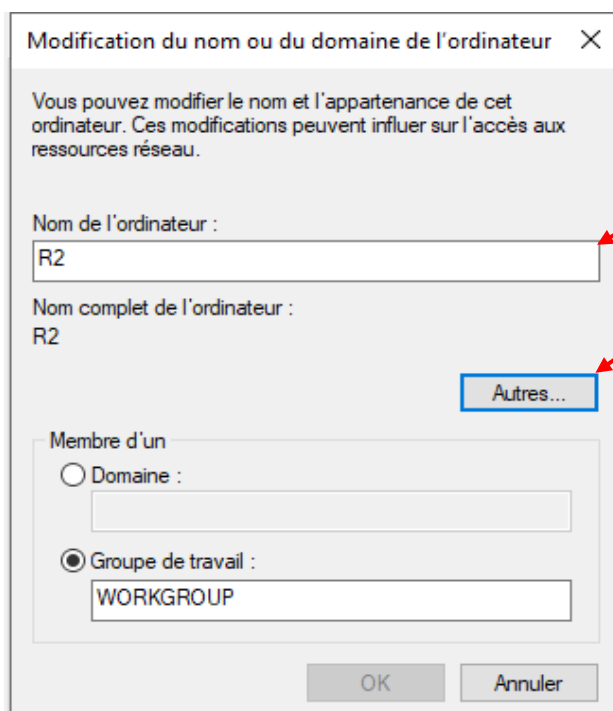 Modification du nom ou du domaine de l'ordinateur
Vous pouvez modifier le nom et l'appartenance de cet
ordinateur. Ces modifications peuvent influer sur l'accès aux
ressources réseau.
Nom de l'ordinateur :
R2
Nom complet de l'ordinateur :
R2
Autres...
Membre d'un
Domaine :
Groupe de travail :
WORKGROUP
OK Annuler